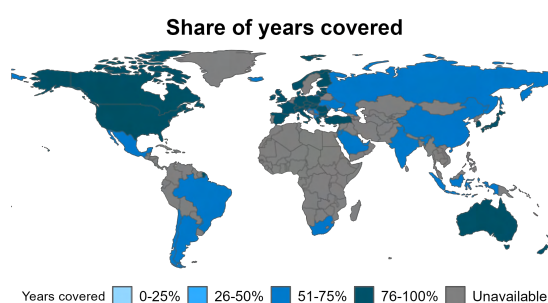 Share of years covered
Years covered 0-25% 26-50% 51-75% 76-100% Unavailable